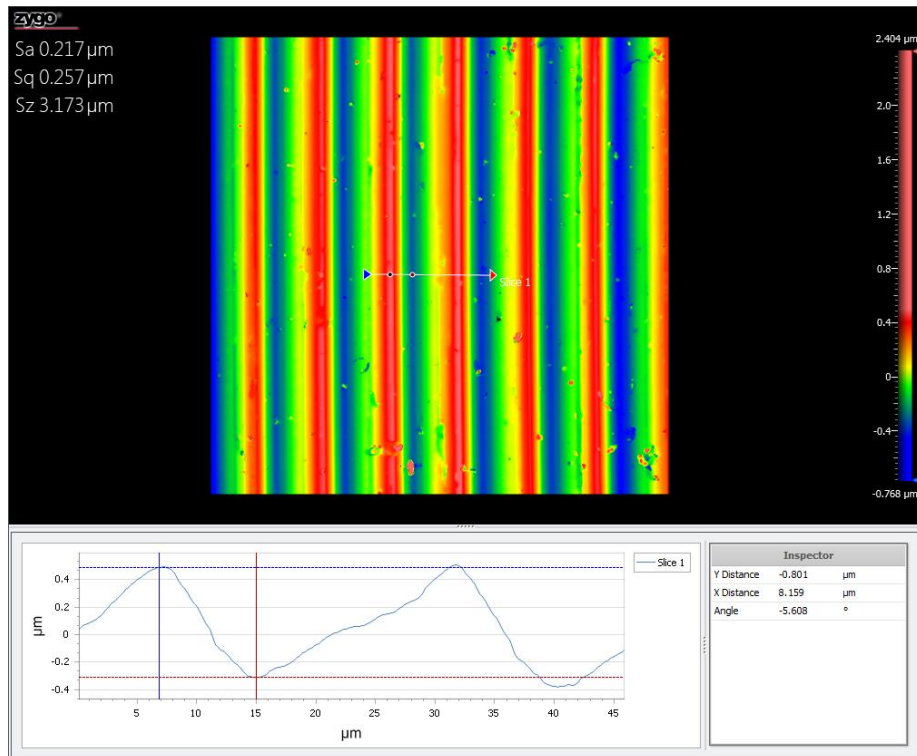 zygo
Sa 0.217 µm
Sq 0.257 µm
Sz 3.173 µm
2.404 µm
2.0
1.6
1.2
0.8
0.4
0
-0.4
-0.768 µm
Slice 1
0.4
0.2
0
-0.2
-0.4
µm
5 10 15 20 25 30 35 40 45
µm
Slice 1
Inspector
Y Distance -0.801 µm
X Distance 8.159 µm
Angle -5.608 °